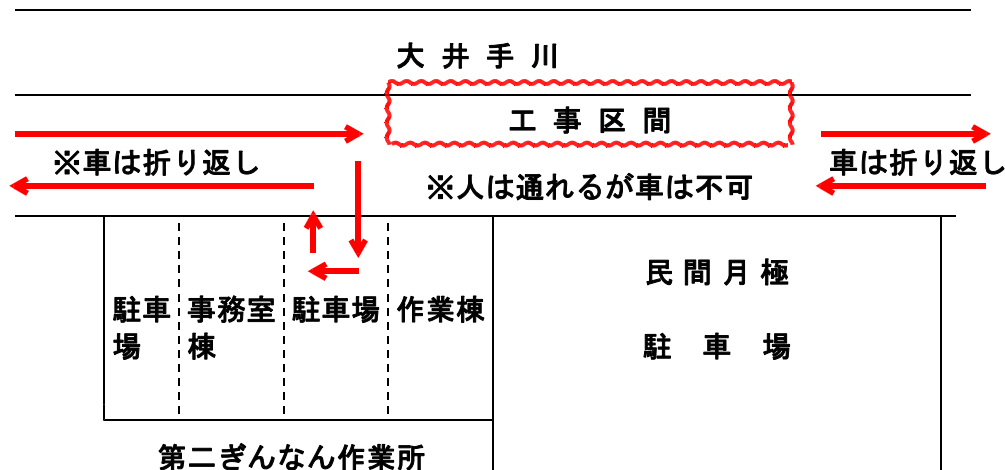 大井手川
工事区間
※車は折り返し
車は折り返し
※人は通れるが車は不可
駐車
場
事務室
棟
駐車場
作業棟
民間月極
駐車場
第二ぎんなん作業所